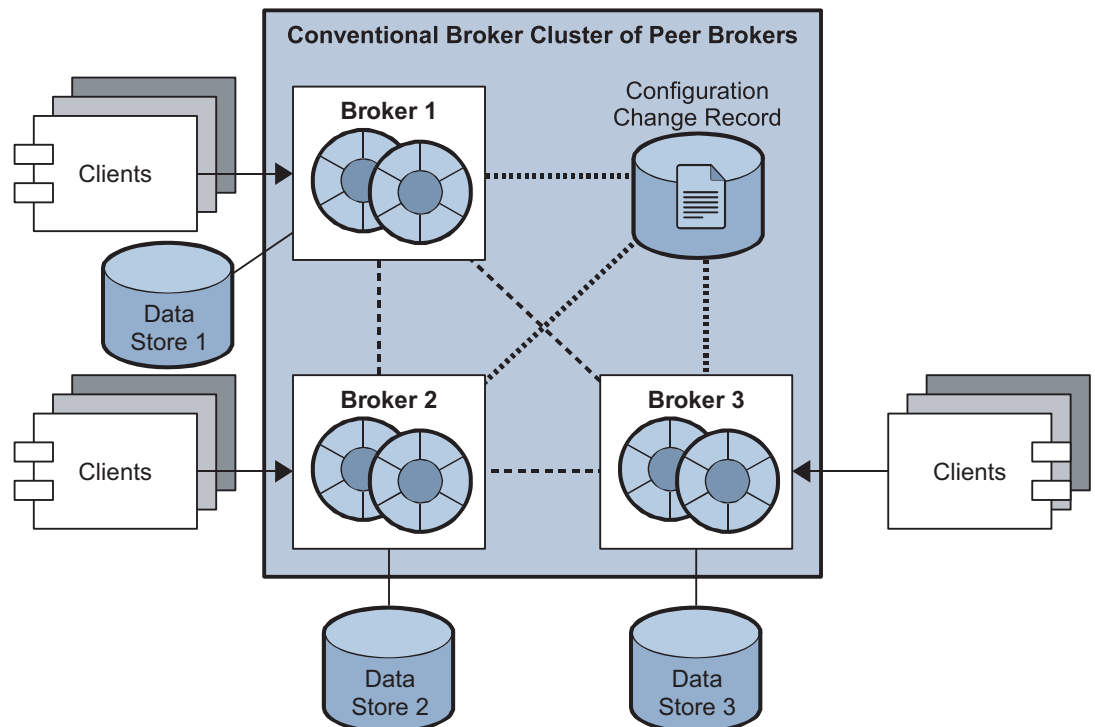 Conventional Broker Cluster of Peer Brokers
Configuration
Change Record
Broker 1
Clients
Data
Store 1
Broker 2
Broker 3
Clients
Clients
Data
Store 2
Data
Store 3